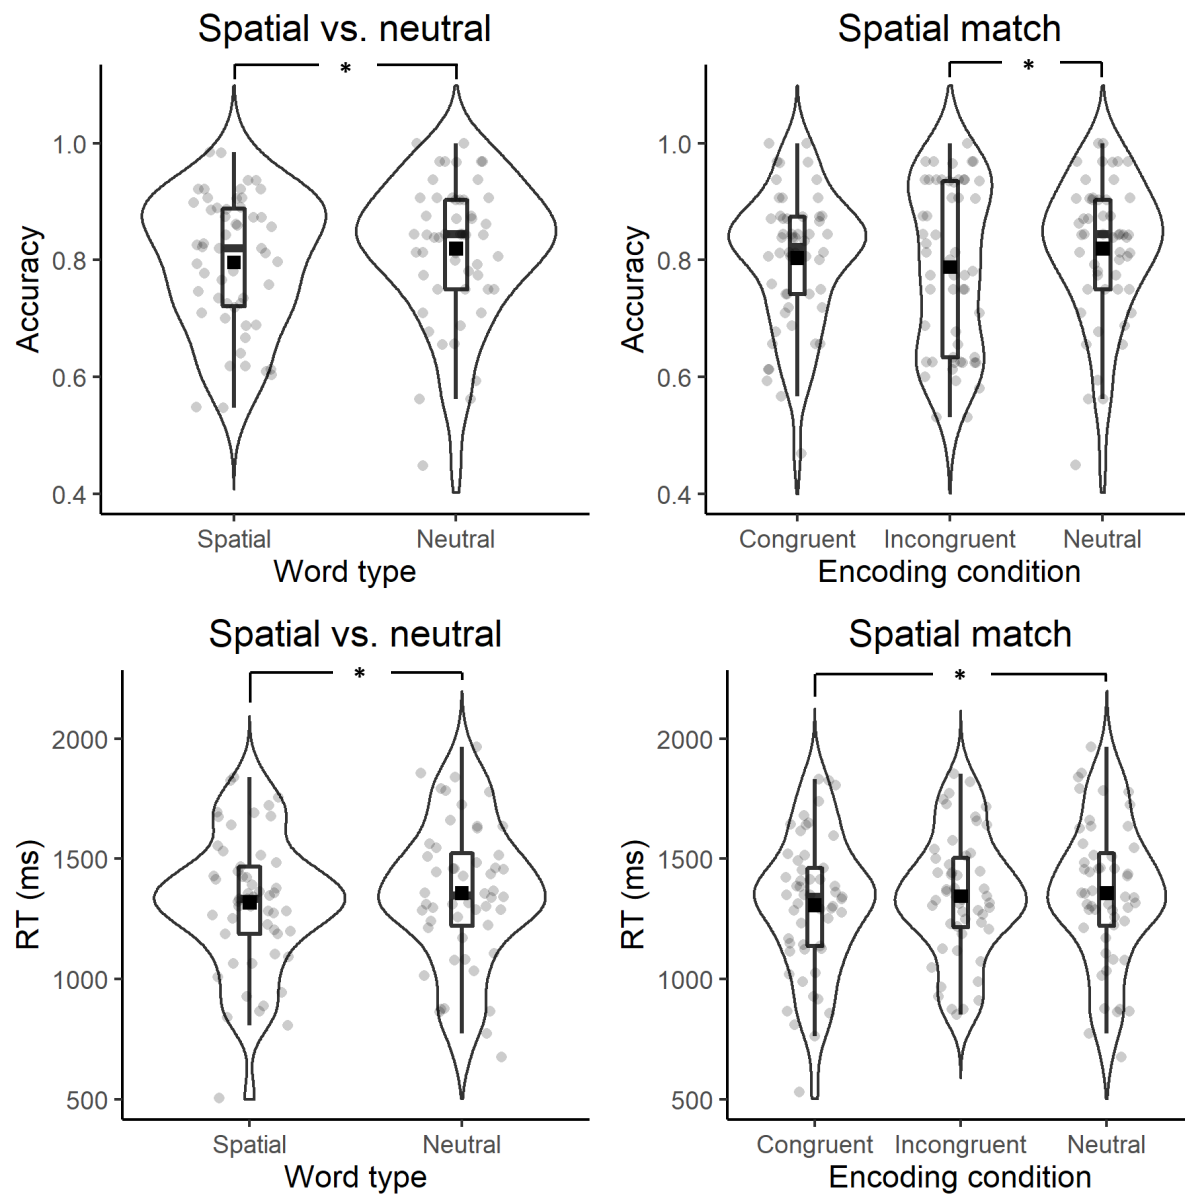 Spatial vs. neutral
*
1.0
0.8
0.6
0.4
Accuracy
Spatial Neutral
Word type
Spatial match
*
1.0
0.8
0.6
0.4
Accuracy
Congruent Incongruent Neutral
Encoding condition
Spatial vs. neutral
*
2000
1500
1000
500
RT (ms)
Spatial Neutral
Word type
Spatial match
*
2000
1500
1000
500
RT (ms)
Congruent Incongruent Neutral
Encoding condition